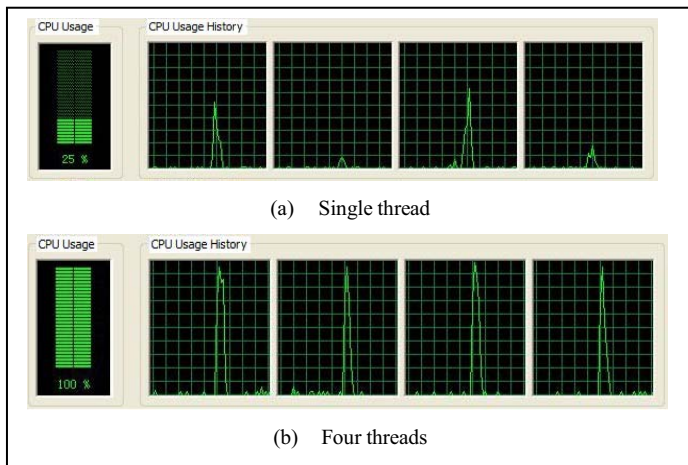 CPU Usage
CPU Usage History
25 %
(a) Single thread
CPU Usage
CPU Usage History
100 %
(b) Four threads